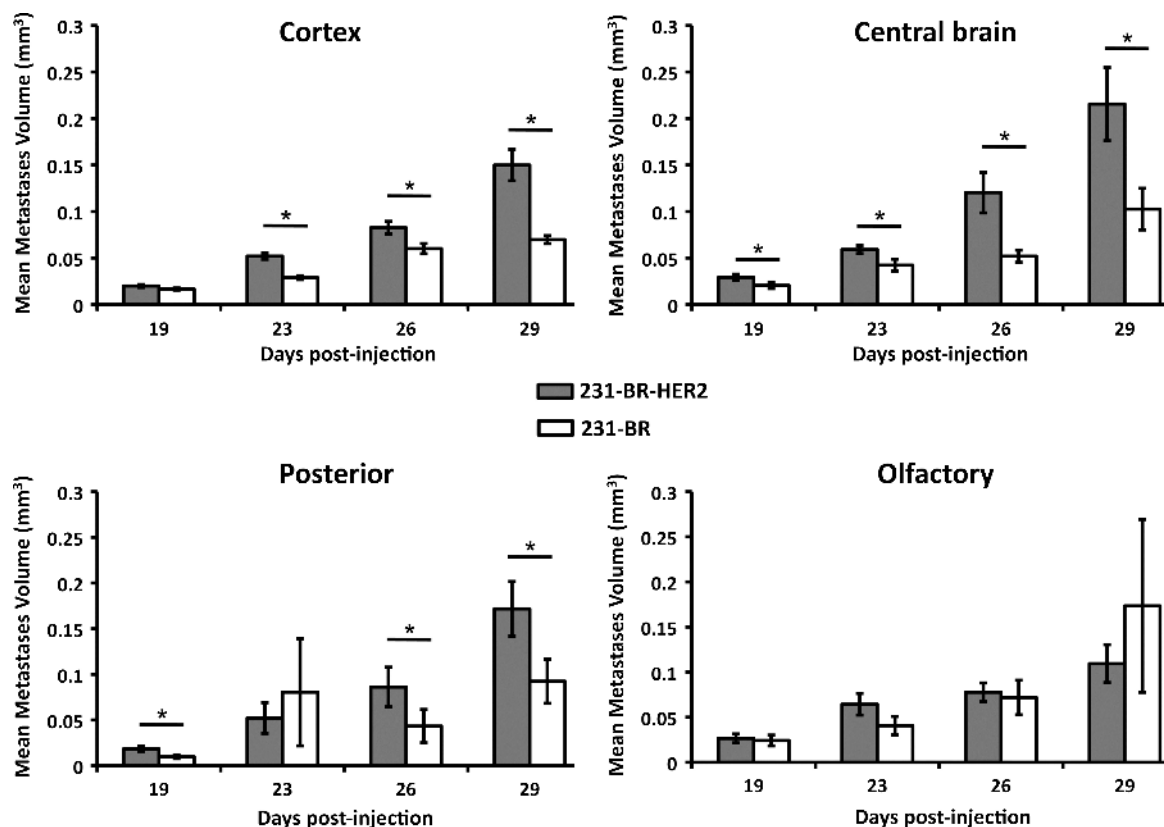 Cortex
Mean Metastases Volume (mm³)
0.3
0.25
0.2
0.15
0.1
0.05
0
*
*
*
19 23 26 29
Days post-injection
Central brain
Mean Metastases Volume (mm³)
0.3
0.25
0.2
0.15
0.1
0.05
0
*
*
*
*
19 23 26 29
Days post-injection
231-BR-HER2
231-BR
Posterior
Mean Metastases Volume (mm³)
0.3
0.25
0.2
0.15
0.1
0.05
0
*
*
*
19 23 26 29
Days post-injection
Olfactory
Mean Metastases Volume (mm³)
0.3
0.25
0.2
0.15
0.1
0.05
0
19 23 26 29
Days post-injection